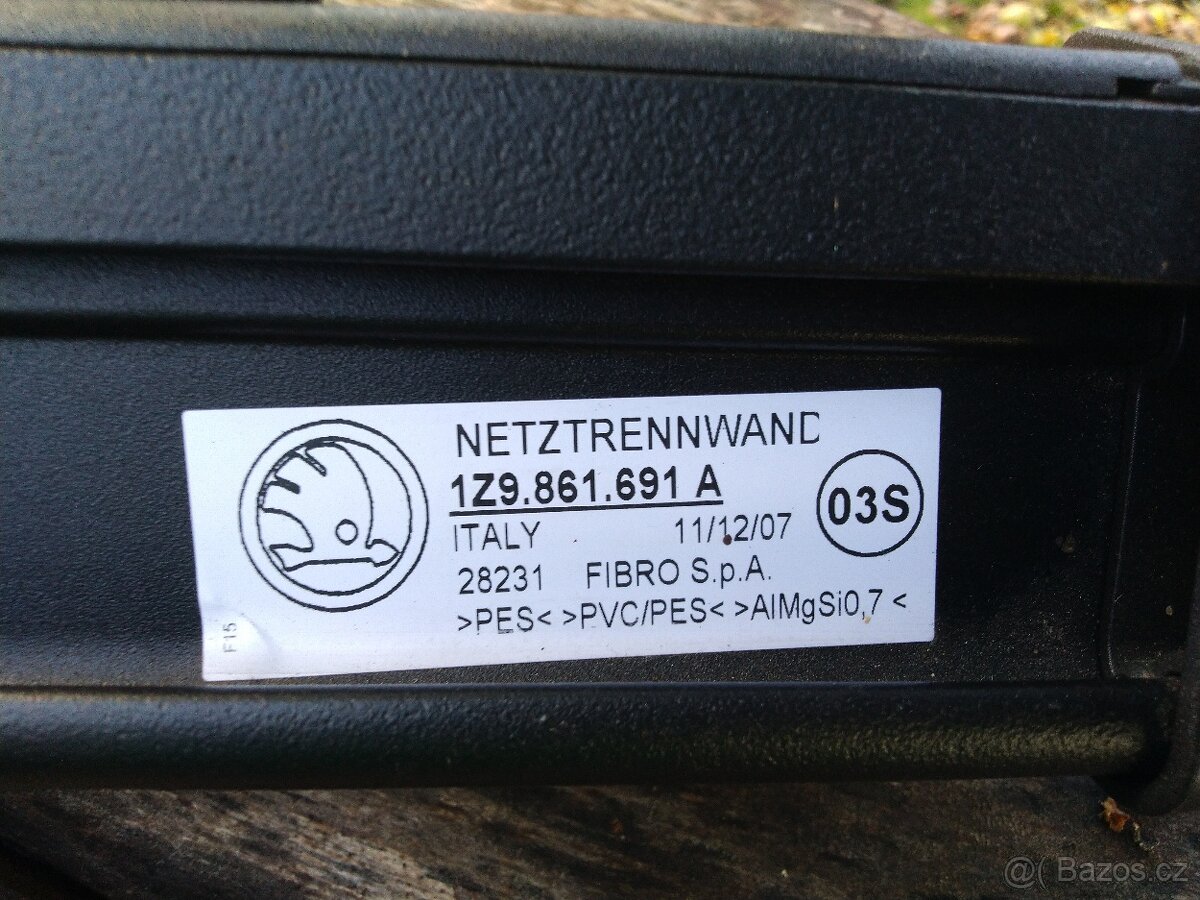 NETZTRENNWAND
1Z9.861.691 A
03S
ITALY 11/12/07
28231 FIBRO S.p.A.
>PES< >PVC/PES< >AlMgSi0,7 <
F15
@( Bazos.cz